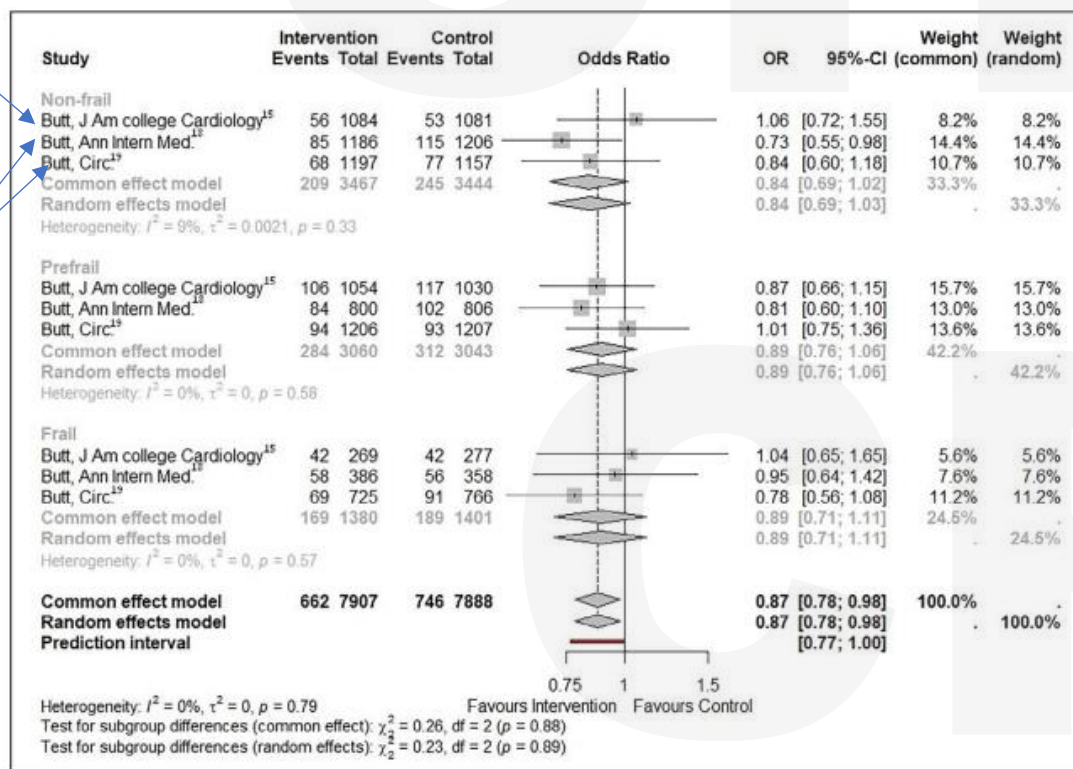 Intervention Control Weight Weight
Study Events Total Events Total Odds Ratio OR 95%-CI (common) (random)
Non-frail
Butt, J Am college Cardiology15 56 1084 53 1081 1.06 [0.72; 1.55] 8.2% 8.2%
Butt, Ann Intern Med. 85 1186 115 1206 0.73 [0.55; 0.98] 14.4% 14.4%
Butt, Circ.19 68 1197 77 1157 0.84 [0.60; 1.18] 10.7% 10.7%
Common effect model 209 3467 245 3444 0.84 [0.69; 1.02] 33.3% .
Random effects model 0.84 [0.69; 1.03] . 33.3%
Heterogeneity: I2 = 9%, τ2 = 0.0021, p = 0.33
Prefrail
Butt, J Am college Cardiology15 106 1054 117 1030 0.87 [0.66; 1.15] 15.7% 15.7%
Butt, Ann Intern Med. 84 800 102 806 0.81 [0.60; 1.10] 13.0% 13.0%
Butt, Circ.19 94 1206 93 1207 1.01 [0.75; 1.36] 13.6% 13.6%
Common effect model 284 3060 312 3043 0.89 [0.76; 1.06] 42.2% .
Random effects model 0.89 [0.76; 1.06] . 42.2%
Heterogeneity: I2 = 0%, τ2 = 0, p = 0.58
Frail
Butt, J Am college Cardiology15 42 269 42 277 1.04 [0.65; 1.65] 5.6% 5.6%
Butt, Ann Intern Med. 58 386 56 358 0.95 [0.64; 1.42] 7.6% 7.6%
Butt, Circ.19 69 725 91 766 0.78 [0.56; 1.08] 11.2% 11.2%
Common effect model 169 1380 189 1401 0.89 [0.71; 1.11] 24.5% .
Random effects model 0.89 [0.71; 1.11] . 24.5%
Heterogeneity: I2 = 0%, τ2 = 0, p = 0.57
Common effect model 662 7907 746 7888 0.87 [0.78; 0.98] 100.0% .
Random effects model 0.87 [0.78; 0.98] . 100.0%
Prediction interval [0.77; 1.00]
0.75 1 1.5
Heterogeneity: I2 = 0%, τ2 = 0, p = 0.79 Favours Intervention Favours Control
Test for subgroup differences (common effect): χ22 = 0.26, df = 2 (p = 0.88)
Test for subgroup differences (random effects): χ22 = 0.23, df = 2 (p = 0.89)